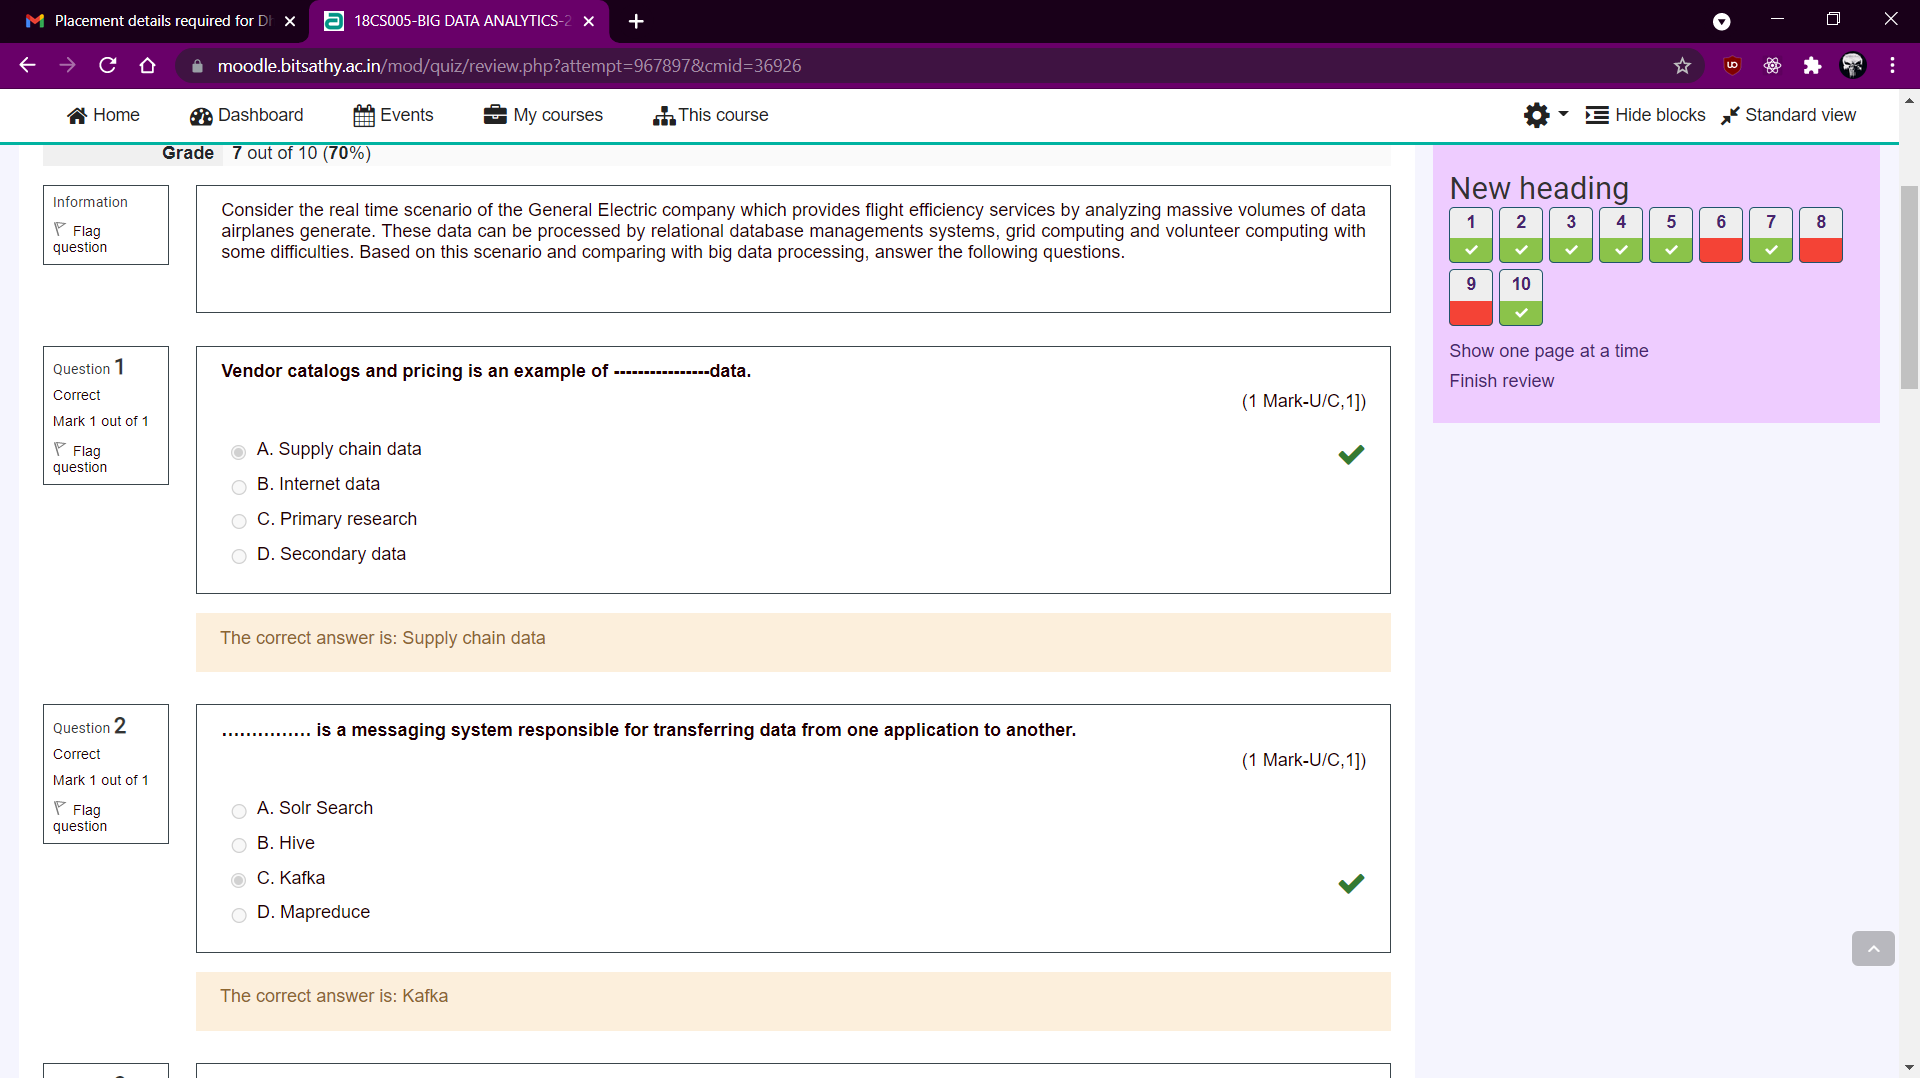 Placement details required for Dh
18CS005-BIG DATA ANALYTICS-2
moodle.bitsathy.ac.in/mod/quiz/review.php?attempt=967897&cmid=36926
Home Dashboard Events My courses This course Hide blocks Standard view
Grade 7 out of 10 (70%)
Information
Flag
question
Consider the real time scenario of the General Electric company which provides flight efficiency services by analyzing massive volumes of data
airplanes generate. These data can be processed by relational database managements systems, grid computing and volunteer computing with
some difficulties. Based on this scenario and comparing with big data processing, answer the following questions.
Question 1
Correct
Mark 1 out of 1
Flag
question
Vendor catalogs and pricing is an example of ----------------data.
(1 Mark-U/C,1])
A. Supply chain data
B. Internet data
C. Primary research
D. Secondary data
The correct answer is: Supply chain data
Question 2
Correct
Mark 1 out of 1
Flag
question
…………… is a messaging system responsible for transferring data from one application to another.
(1 Mark-U/C,1])
A. Solr Search
B. Hive
C. Kafka
D. Mapreduce
The correct answer is: Kafka
New heading
1 2 3 4 5 6 7 8
9 10
Show one page at a time
Finish review